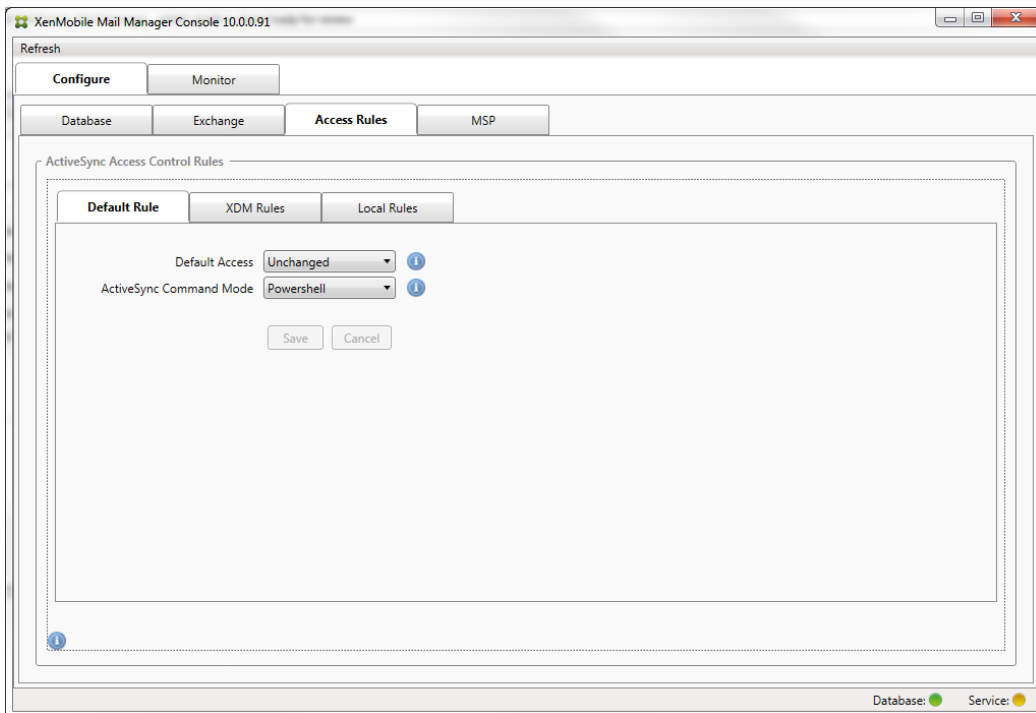 XenMobile Mail Manager Console 10.0.0.91
Refresh
Configure Monitor
Database Exchange Access Rules MSP
ActiveSync Access Control Rules
Default Rule XDM Rules Local Rules
Default Access Unchanged
ActiveSync Command Mode Powershell
Save Cancel
Database: Service: